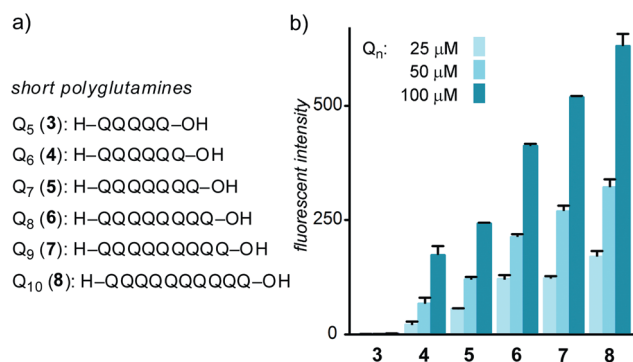 a)
short polyglutamines
Q5 (3): H–QQQQQ–OH
Q6 (4): H–QQQQQQ–OH
Q7 (5): H–QQQQQQQ–OH
Q8 (6): H–QQQQQQQQ–OH
Q9 (7): H–QQQQQQQQQ–OH
Q10 (8): H–QQQQQQQQQQ–OH
b)
Qn: 25 μM
50 μM
100 μM
fluorescent intensity
500
250
0
3 4 5 6 7 8